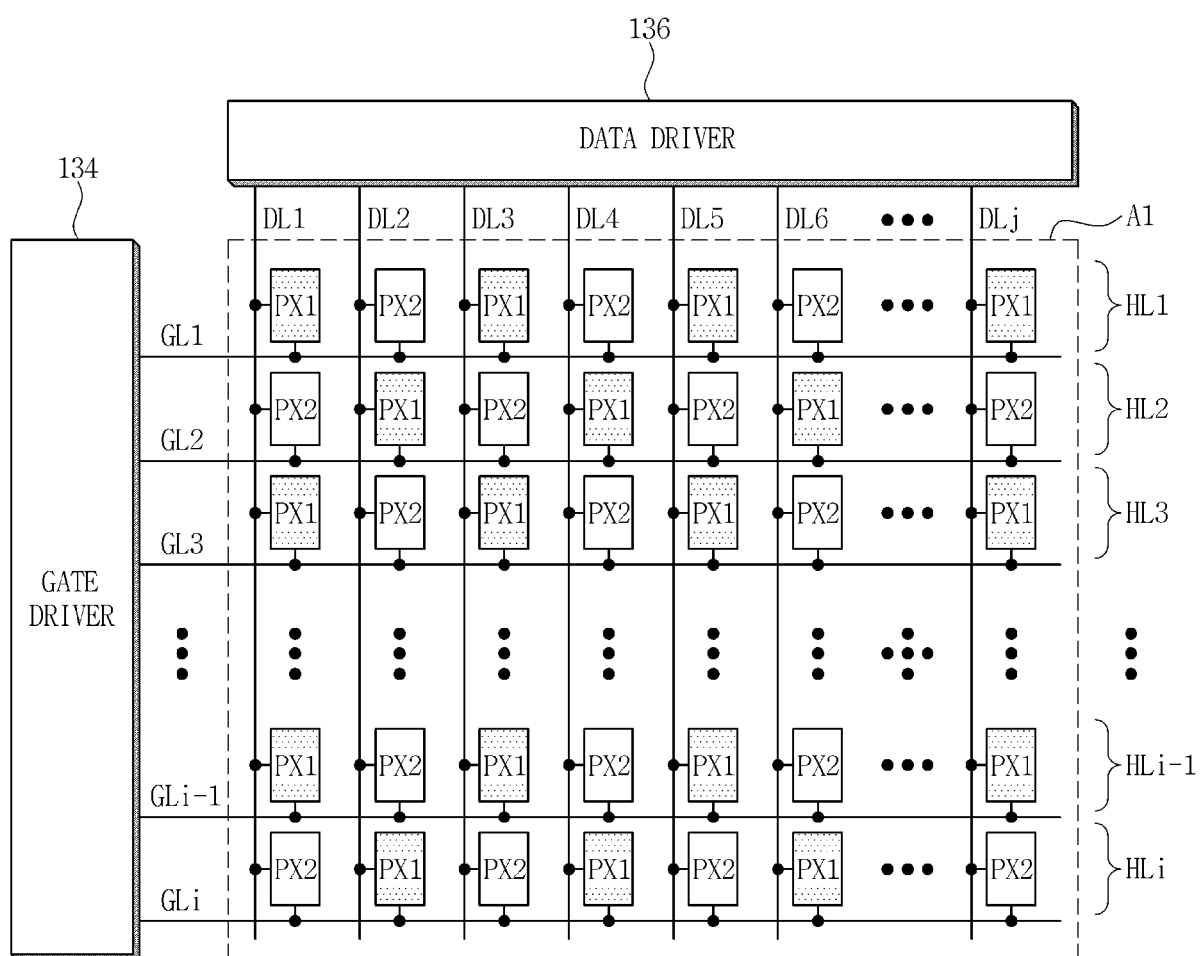 136
DATA DRIVER
134
DL1 DL2 DL3 DL4 DL5 DL6 DLj A1
PX1 PX2 PX1 PX2 PX1 PX2 PX1 HL1
GL1
PX2 PX1 PX2 PX1 PX2 PX1 PX2 HL2
GL2
PX1 PX2 PX1 PX2 PX1 PX2 PX1 HL3
GL3
GATE
DRIVER
PX1 PX2 PX1 PX2 PX1 PX2 PX1 HLi-1
GLi-1
PX2 PX1 PX2 PX1 PX2 PX1 PX2 HLi
GLi